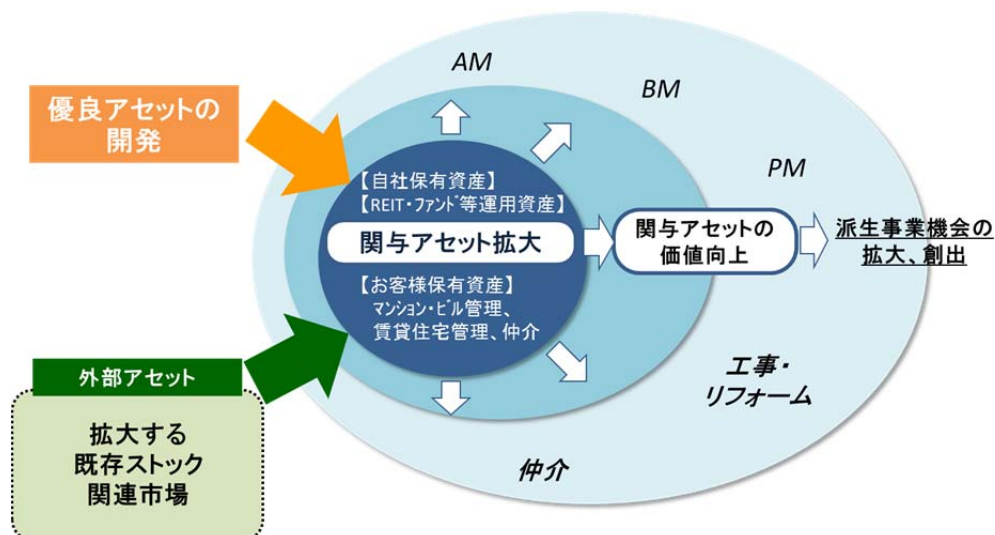 AM
BM
PM
優良アセットの
開発
【自社保有資産】
【REIT・ファンド等運用資産】
関与アセット拡大
関与アセットの
価値向上
派生事業機会の
拡大、創出
【お客様保有資産】
マンション・ビル管理、
賃貸住宅管理、仲介
外部アセット
拡大する
既存ストック
関連市場
工事・
リフォーム
仲介